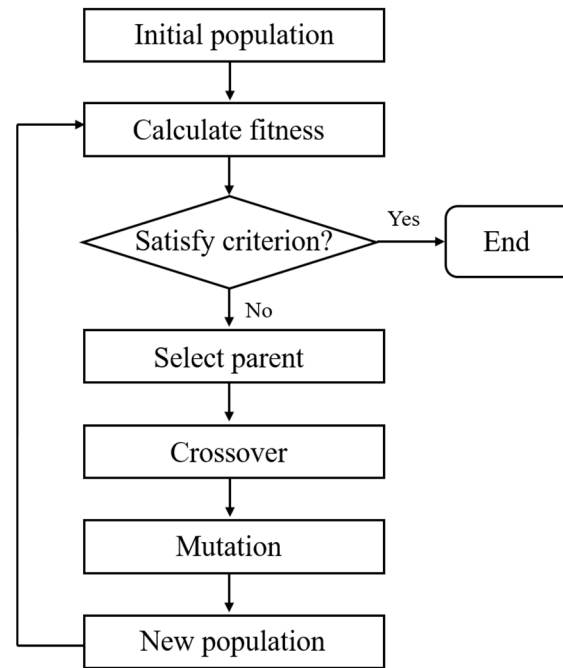 Initial population
Calculate fitness
Satisfy criterion?
Yes
End
No
Select parent
Crossover
Mutation
New population